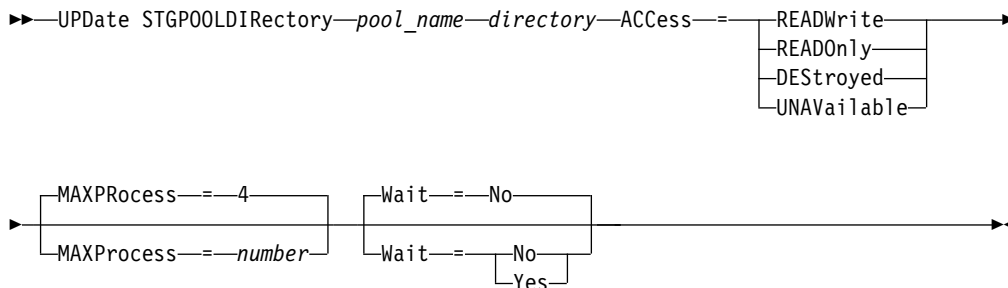 UPDate STGPOOLDIRectory pool_name directory ACCess = READWrite
READOnly
DEStroyed
UNAVailable
MAXPRocess = 4 Wait = No
MAXProcess = number Wait = No
Yes